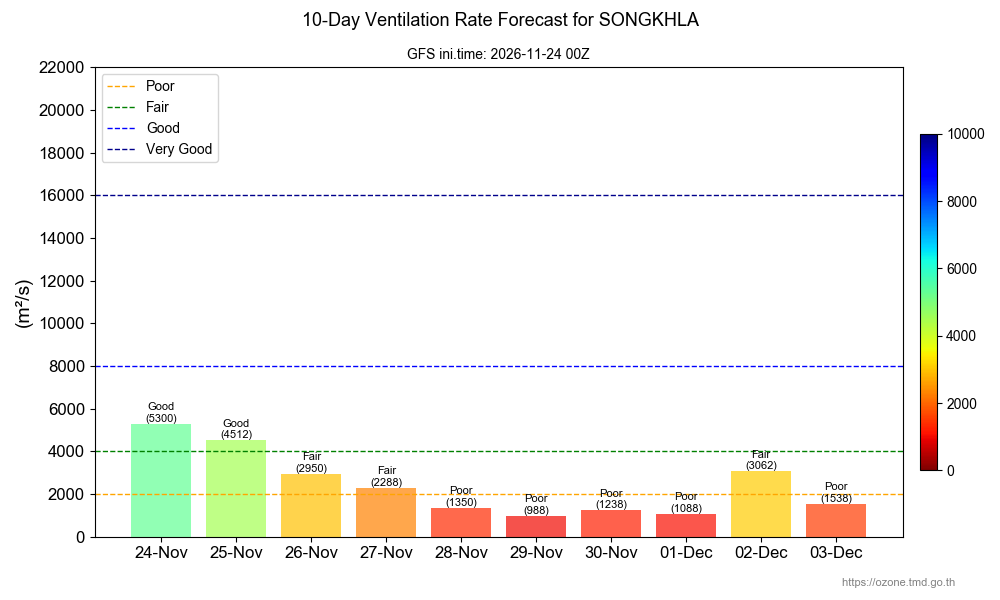 10-Day Ventilation Rate Forecast for SONGKHLA
GFS ini.time: 2026-11-24 00Z
22000
20000
18000
16000
14000
12000
10000
8000
6000
4000
2000
0
(m²/s)
Poor
Fair
Good
Very Good
Good
(5300)
Good
(4512)
Fair
(2950)
Fair
(2288)
Poor
(1350)
Poor
(988)
Poor
(1238)
Poor
(1088)
Fair
(3062)
Poor
(1538)
24-Nov
25-Nov
26-Nov
27-Nov
28-Nov
29-Nov
30-Nov
01-Dec
02-Dec
03-Dec
10000
8000
6000
4000
2000
0
https://ozone.tmd.go.th